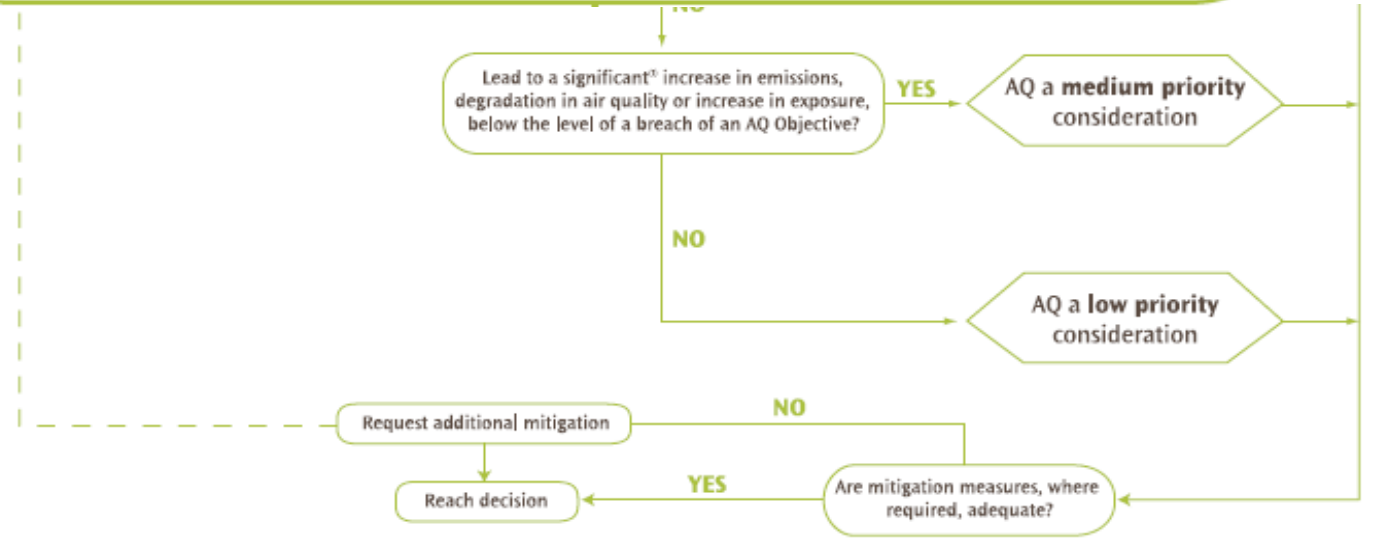 NO
Lead to a significant® increase in emissions,
degradation in air quality or increase in exposure,
below the level of a breach of an AQ Objective?
YES
AQ a medium priority
consideration
NO
AQ a low priority
consideration
Request additional mitigation
NO
Reach decision
YES
Are mitigation measures, where
required, adequate?